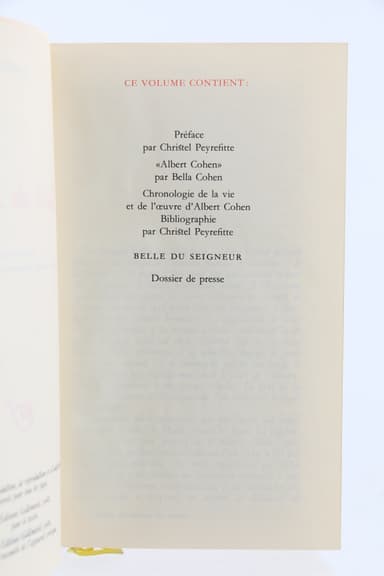 CE VOLUME CONTIENT :
Préface
par Christel Peyrefitte
«Albert Cohen»
par Bella Cohen
Chronologie de la vie
et de l'œuvre d'Albert Cohen
Bibliographie
par Christel Peyrefitte
BELLE DU SEIGNEUR
Dossier de presse